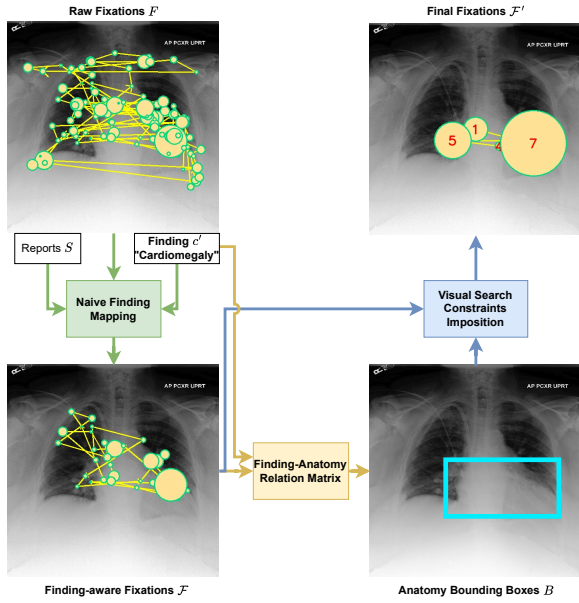 Raw Fixations F
Final Fixations F'
AP PCXR UPRT
AP PCXR UPRT
5
1
4
7
Reports S
Finding c'
"Cardiomegaly"
Naive Finding
Mapping
Visual Search
Constraints
Imposition
AP PCXR UPRT
AP PCXR UPRT
Finding-Anatomy
Relation Matrix
Finding-aware Fixations F
Anatomy Bounding Boxes B